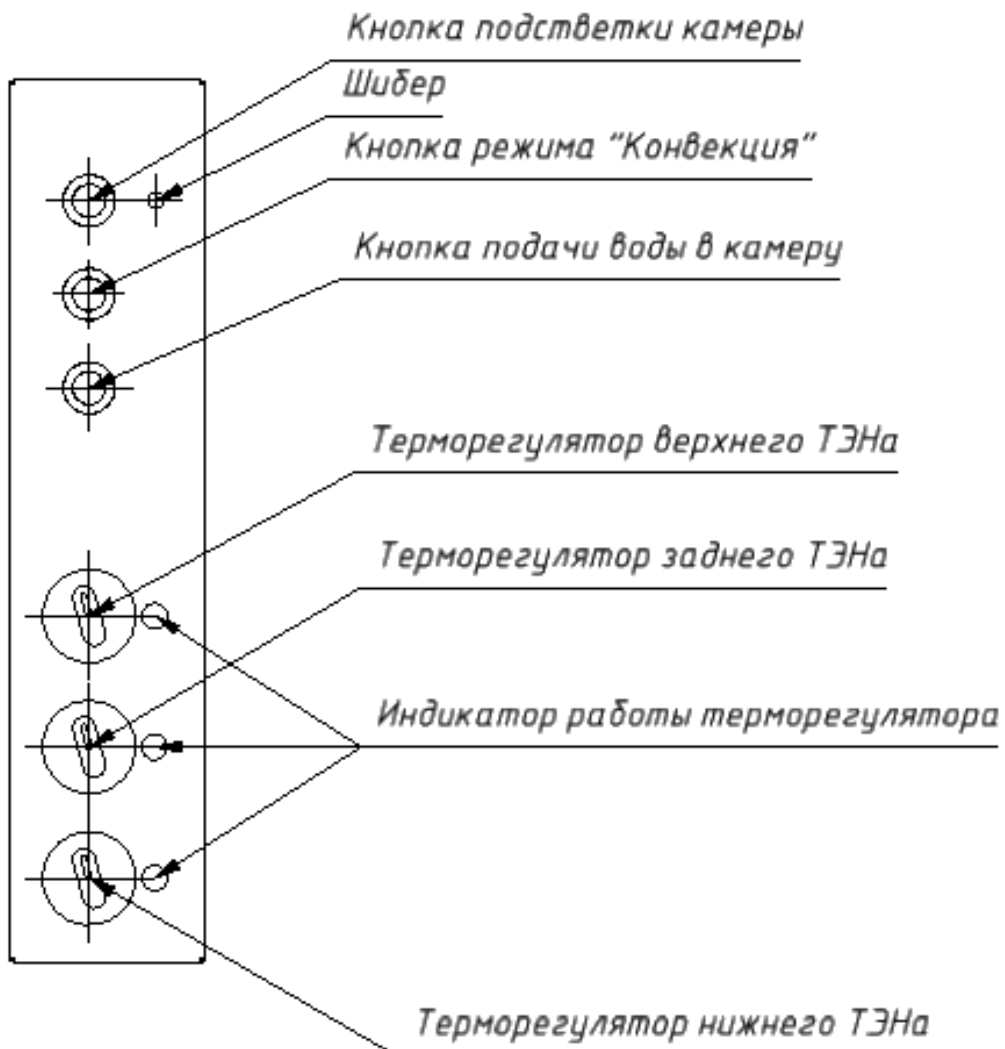 Кнопка подстветки камеры
Шибер
Кнопка режима "Конвекция"
Кнопка подачи воды в камеру
Терморегулятор верхнего ТЭНа
Терморегулятор заднего ТЭНа
Индикатор работы терморегулятора
Терморегулятор нижнего ТЭНа